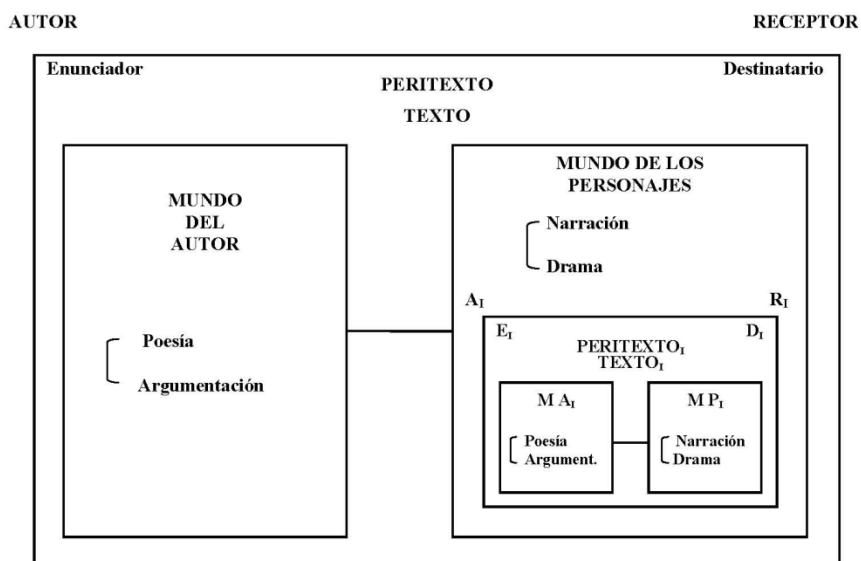 AUTOR RECEPTOR
Enunciador Destinatario
PERITEXTO
TEXTO
MUNDO
DEL
AUTOR
Poesía
Argumentación
MUNDO DE LOS
PERSONAJES
Narración
Drama
A_I R_I
E_I D_I
PERITEXTO_I
TEXTO_I
M A_I
Poesía
Argument.
M P_I
Narración
Drama